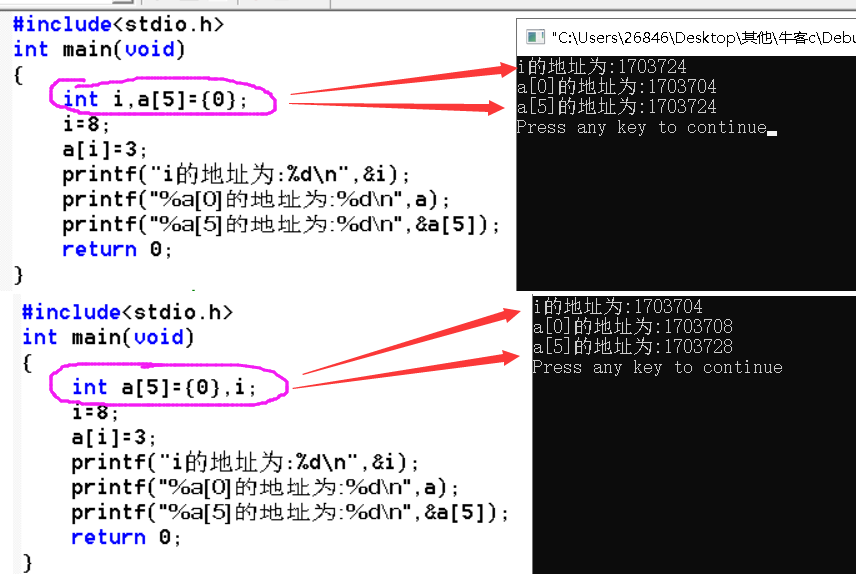 #include<stdio.h>
int main(void)
{
int i,a[5]={0};
i=8;
a[i]=3;
printf("i的地址为:%d\n",&i);
printf("%a[0]的地址为:%d\n",a);
printf("%a[5]的地址为:%d\n",&a[5]);
return 0;
}
"C:\Users\26846\Desktop\其他\牛客c\Debu
i的地址为:1703724
a[0]的地址为:1703704
a[5]的地址为:1703724
Press any key to continue
#include<stdio.h>
int main(void)
{
int a[5]={0},i;
i=8;
a[i]=3;
printf("i的地址为:%d\n",&i);
printf("%a[0]的地址为:%d\n",a);
printf("%a[5]的地址为:%d\n",&a[5]);
return 0;
}
i的地址为:1703704
a[0]的地址为:1703708
a[5]的地址为:1703728
Press any key to continue